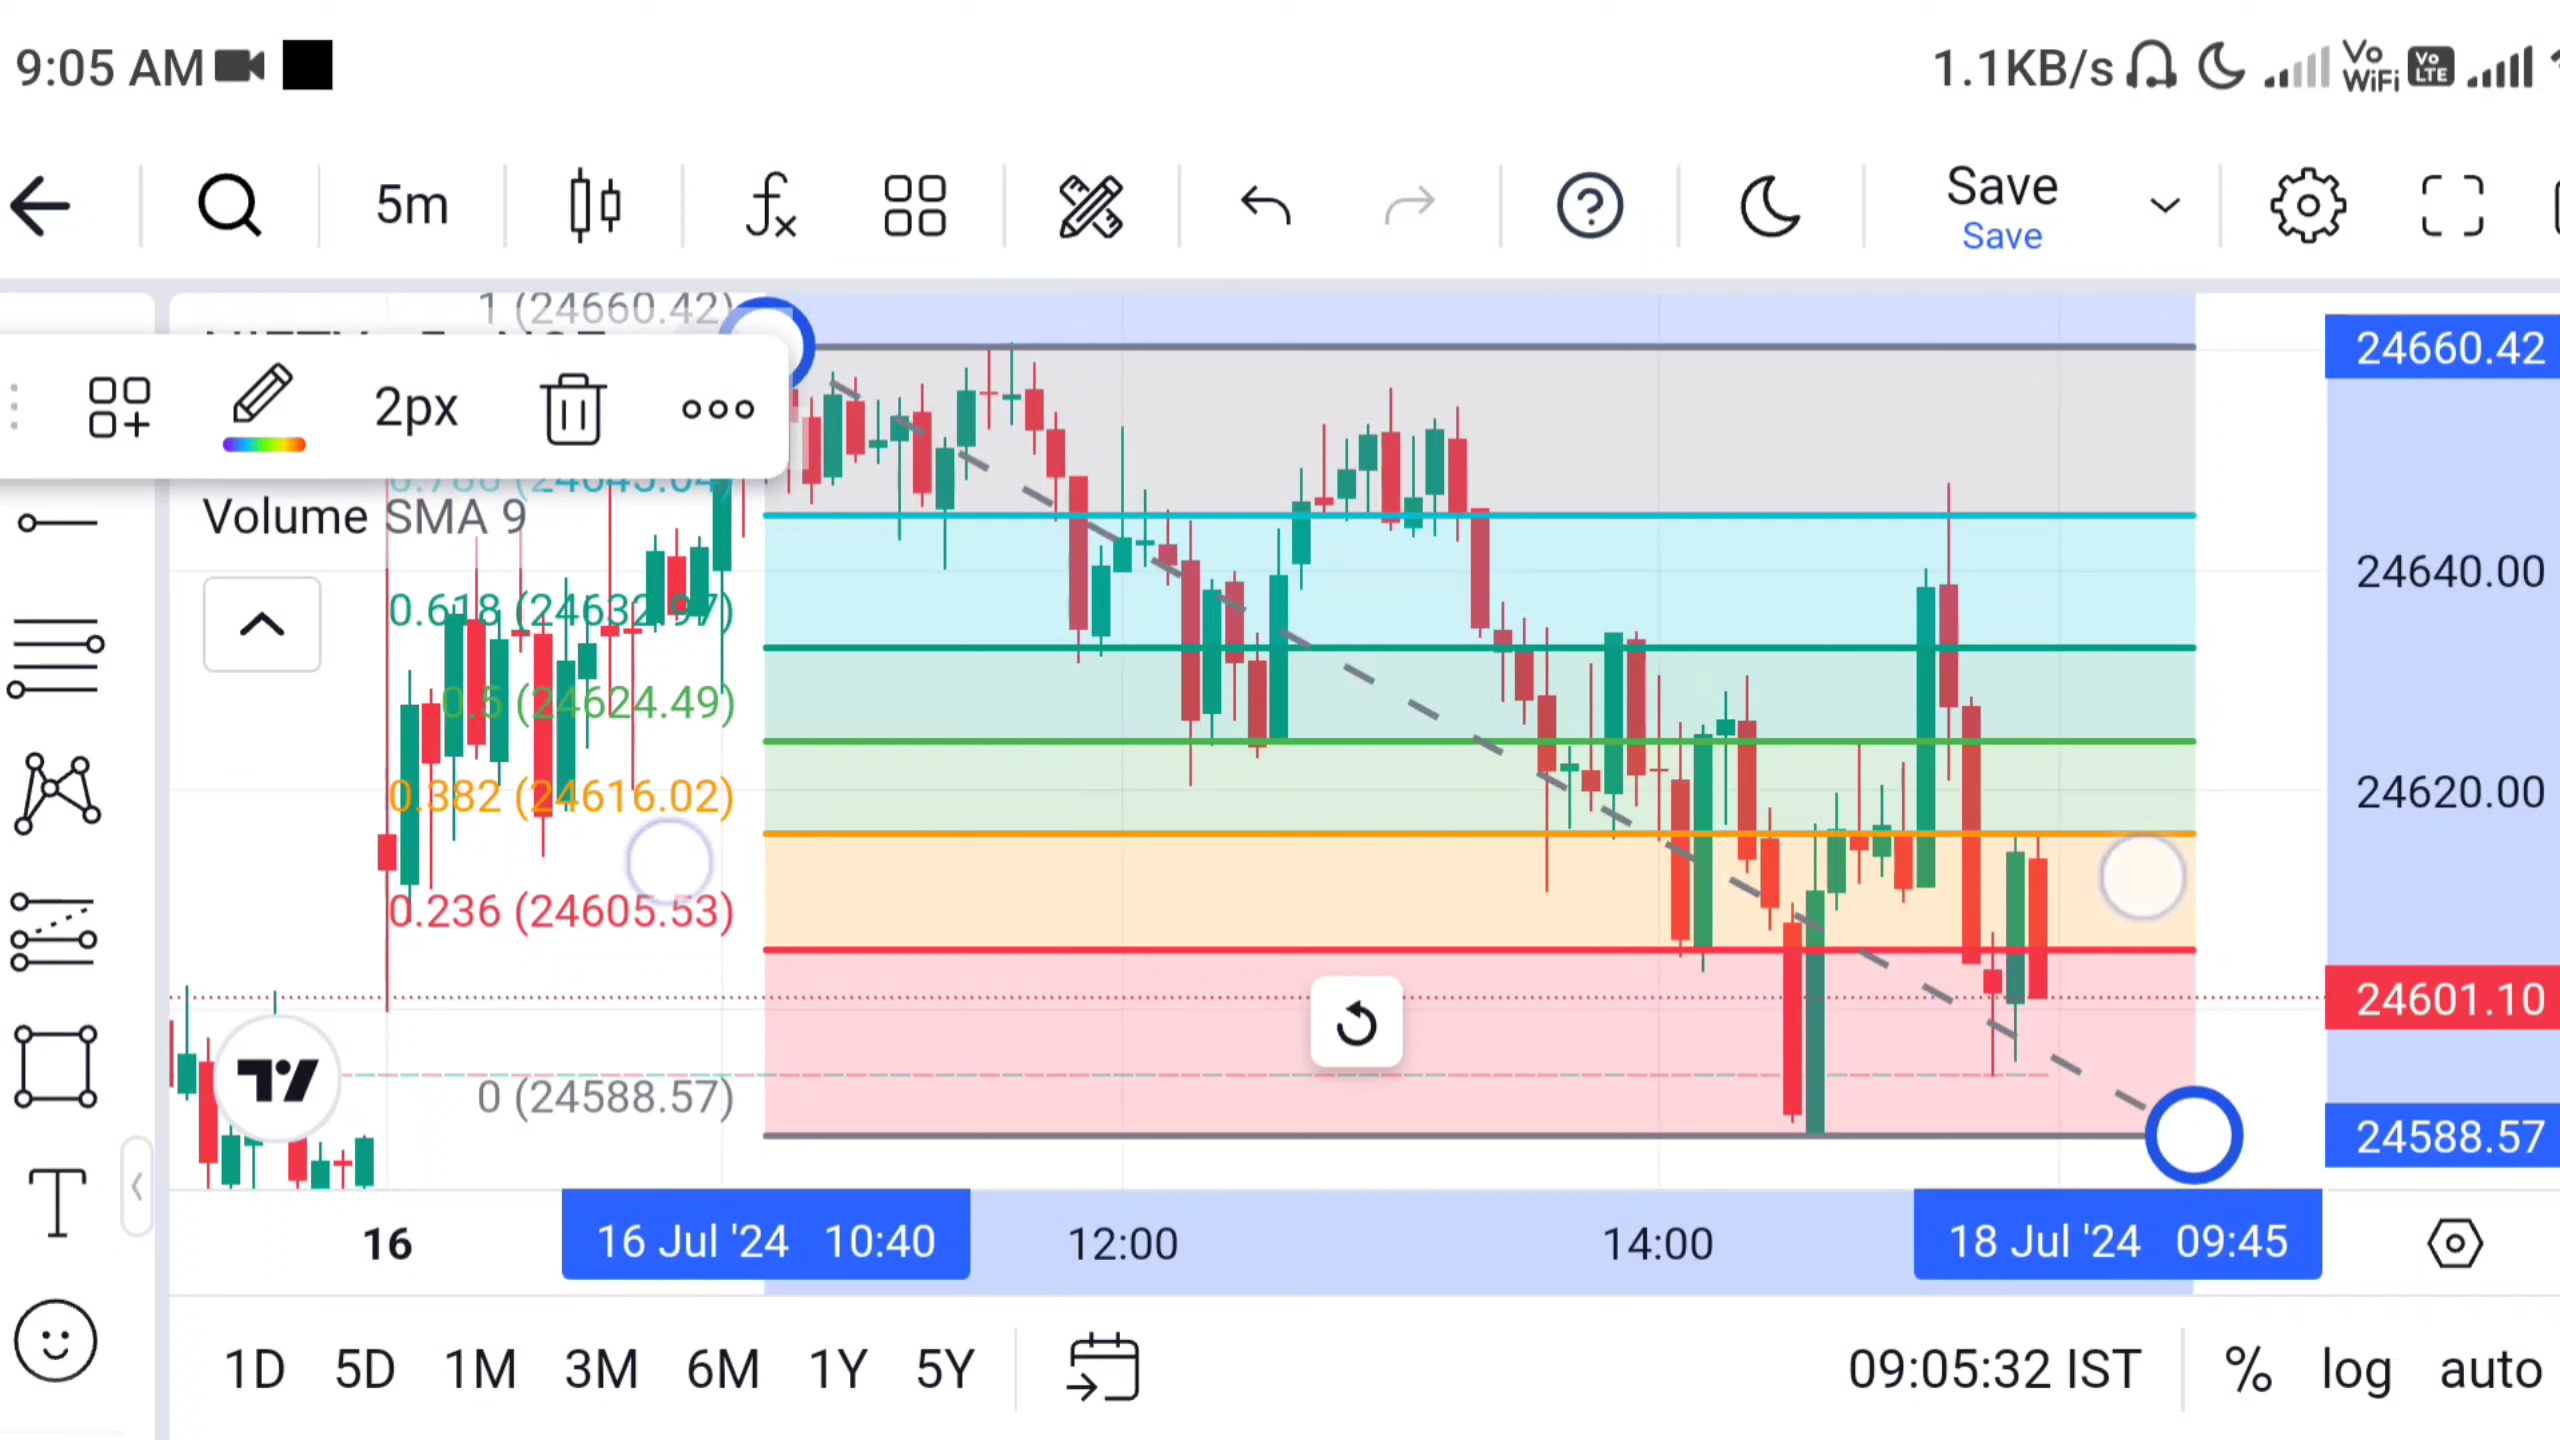 9:05 AM
1.1KB/s Vo WiFi Vo LTE
5m
Save
Save
1 (24660.42)
24660.42
2px
Volume SMA 9
24640.00
0.618 (24632.97)
0.5 (24624.49)
0.382 (24616.02)
24620.00
0.236 (24605.53)
24601.10
0 (24588.57)
24588.57
16
16 Jul '24 10:40
12:00
14:00
18 Jul '24 09:45
1D 5D 1M 3M 6M 1Y 5Y
09:05:32 IST
% log auto